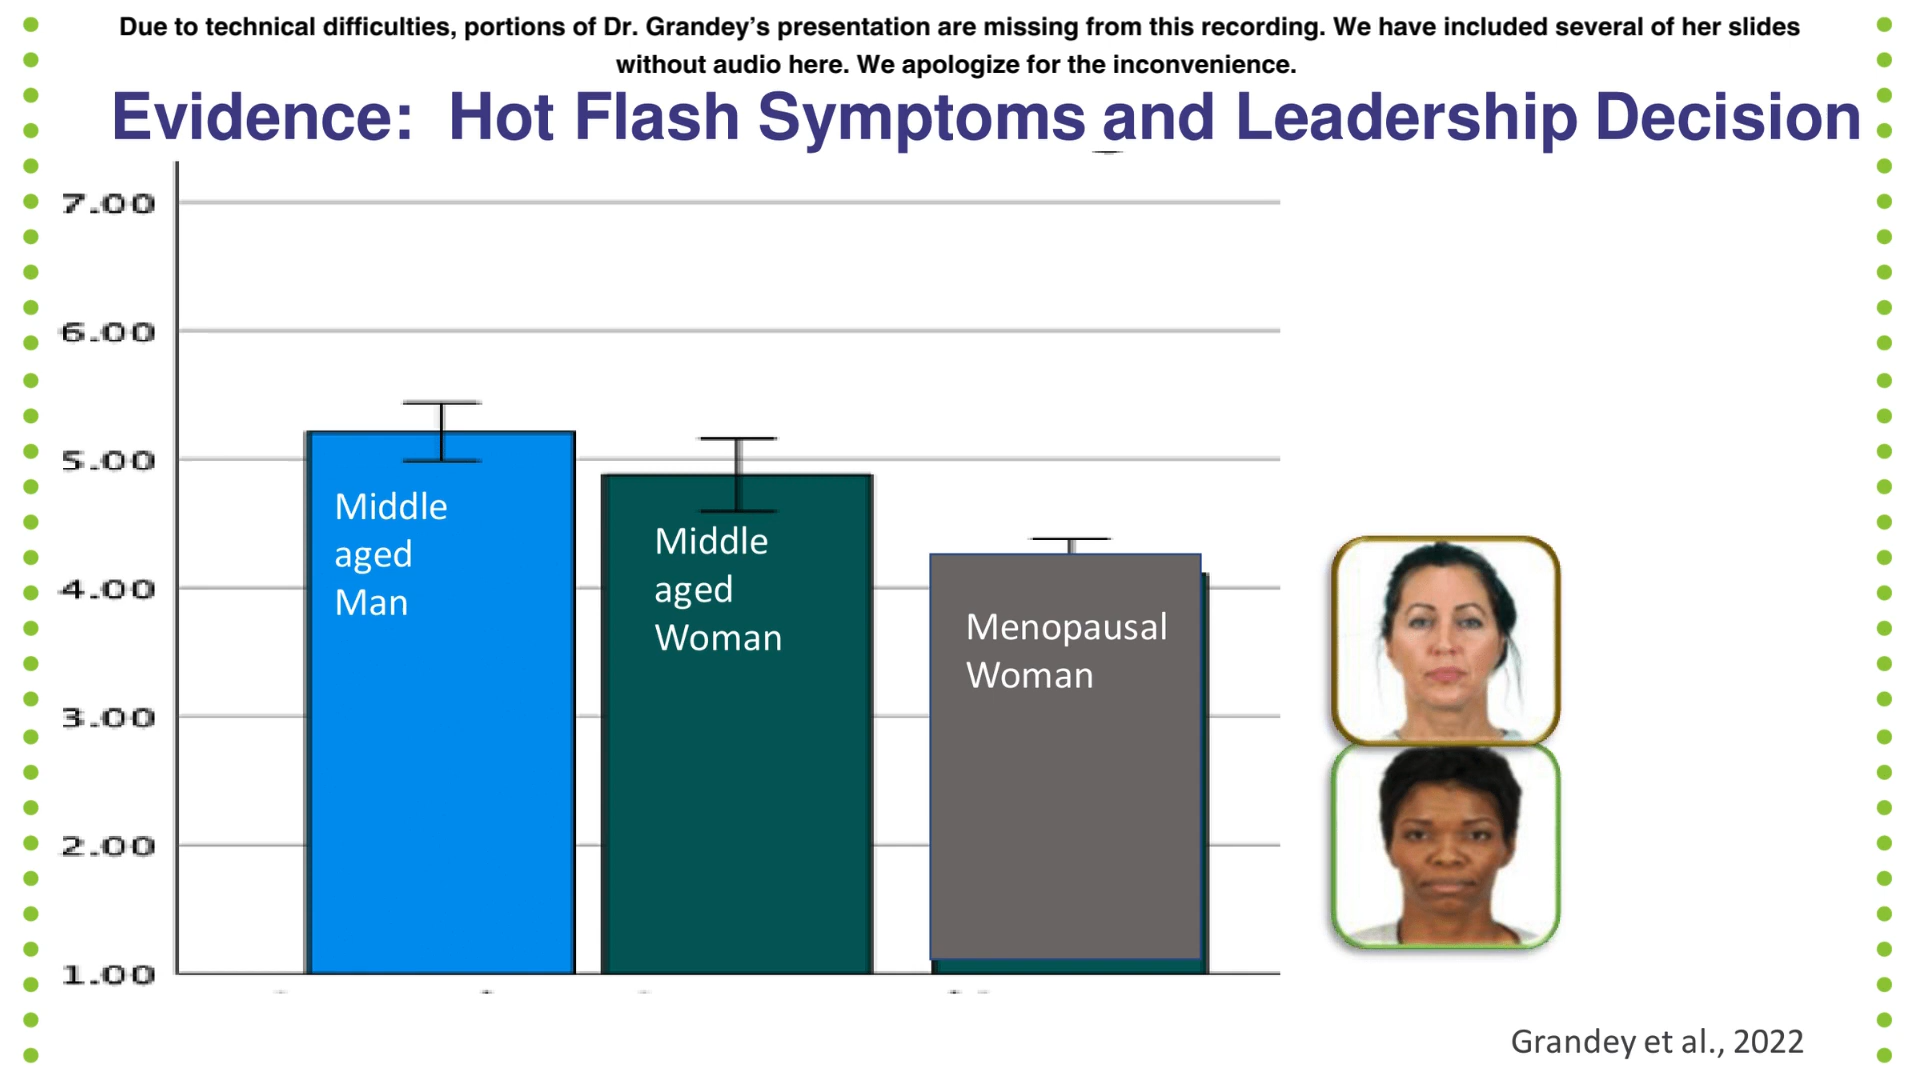 Due to technical difficulties, portions of Dr. Grandey’s presentation are missing from this recording. We have included several of her slides
without audio here. We apologize for the inconvenience.
Evidence:  Hot Flash Symptoms and Leadership Decision
7.00
6.00
5.00
4.00
3.00
2.00
1.00
Middle
aged
Man
Middle
aged
Woman
Menopausal
Woman
Grandey et al., 2022